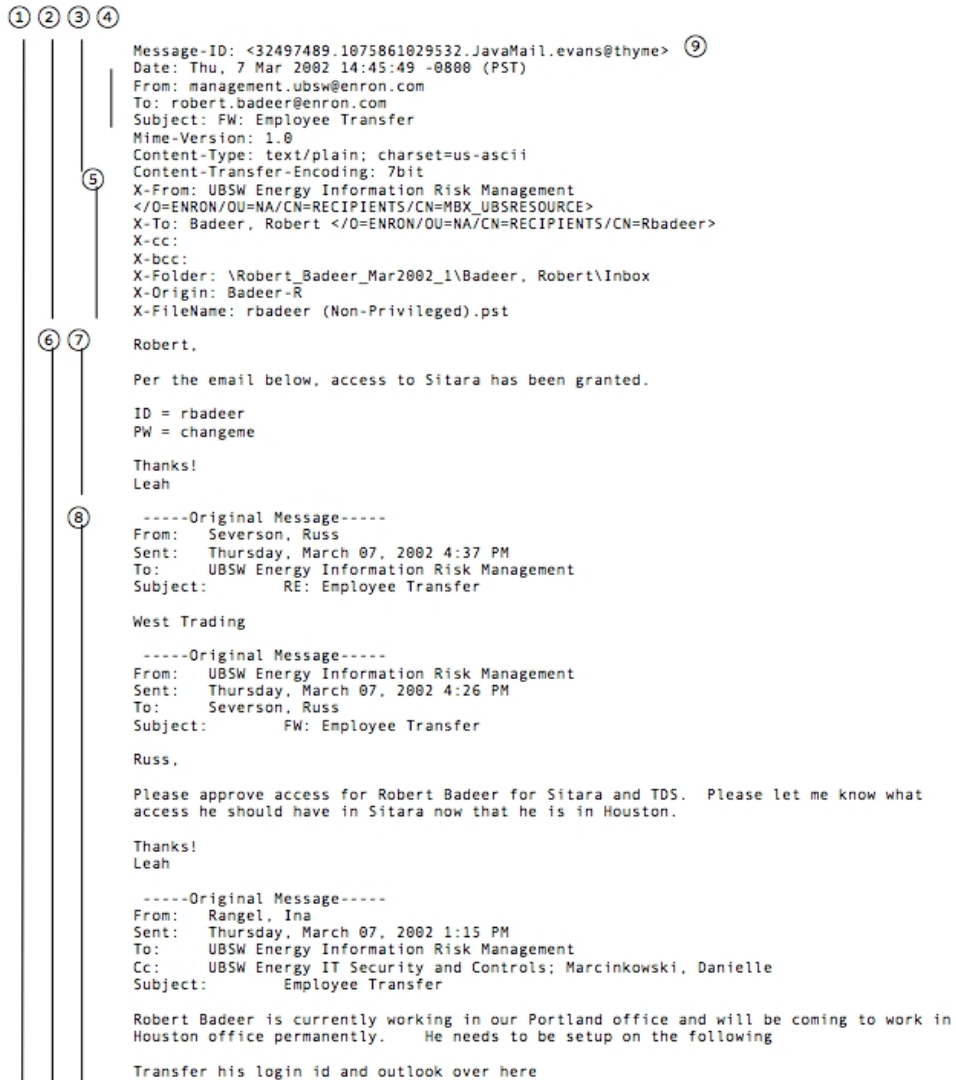 ① ② ③ ④
Message-ID: <32497489.1075861029532.JavaMail.evans@thyme> ⑨
Date: Thu, 7 Mar 2002 14:45:49 -0800 (PST)
From: management.ubsw@enron.com
To: robert.badeer@enron.com
Subject: FW: Employee Transfer
Mime-Version: 1.0
Content-Type: text/plain; charset=us-ascii
Content-Transfer-Encoding: 7bit
⑤
X-From: UBSW Energy Information Risk Management
</O=ENRON/OU=NA/CN=RECIPIENTS/CN=MBX_UBSRESOURCE>
X-To: Badeer, Robert </O=ENRON/OU=NA/CN=RECIPIENTS/CN=Rbadeer>
X-cc:
X-bcc:
X-Folder: \Robert_Badeer_Mar2002_1\Badeer, Robert\Inbox
X-Origin: Badeer-R
X-FileName: rbadeer (Non-Privileged).pst
⑥ ⑦
Robert,
Per the email below, access to Sitara has been granted.
ID = rbadeer
PW = changeme
Thanks!
Leah
⑧
-----Original Message-----
From: Severson, Russ
Sent: Thursday, March 07, 2002 4:37 PM
To: UBSW Energy Information Risk Management
Subject: RE: Employee Transfer
West Trading
-----Original Message-----
From: UBSW Energy Information Risk Management
Sent: Thursday, March 07, 2002 4:26 PM
To: Severson, Russ
Subject: FW: Employee Transfer
Russ,
Please approve access for Robert Badeer for Sitara and TDS. Please let me know what
access he should have in Sitara now that he is in Houston.
Thanks!
Leah
-----Original Message-----
From: Rangel, Ina
Sent: Thursday, March 07, 2002 1:15 PM
To: UBSW Energy Information Risk Management
Cc: UBSW Energy IT Security and Controls; Marcinkowski, Danielle
Subject: Employee Transfer
Robert Badeer is currently working in our Portland office and will be coming to work in
Houston office permanently. He needs to be setup on the following
Transfer his login id and outlook over here